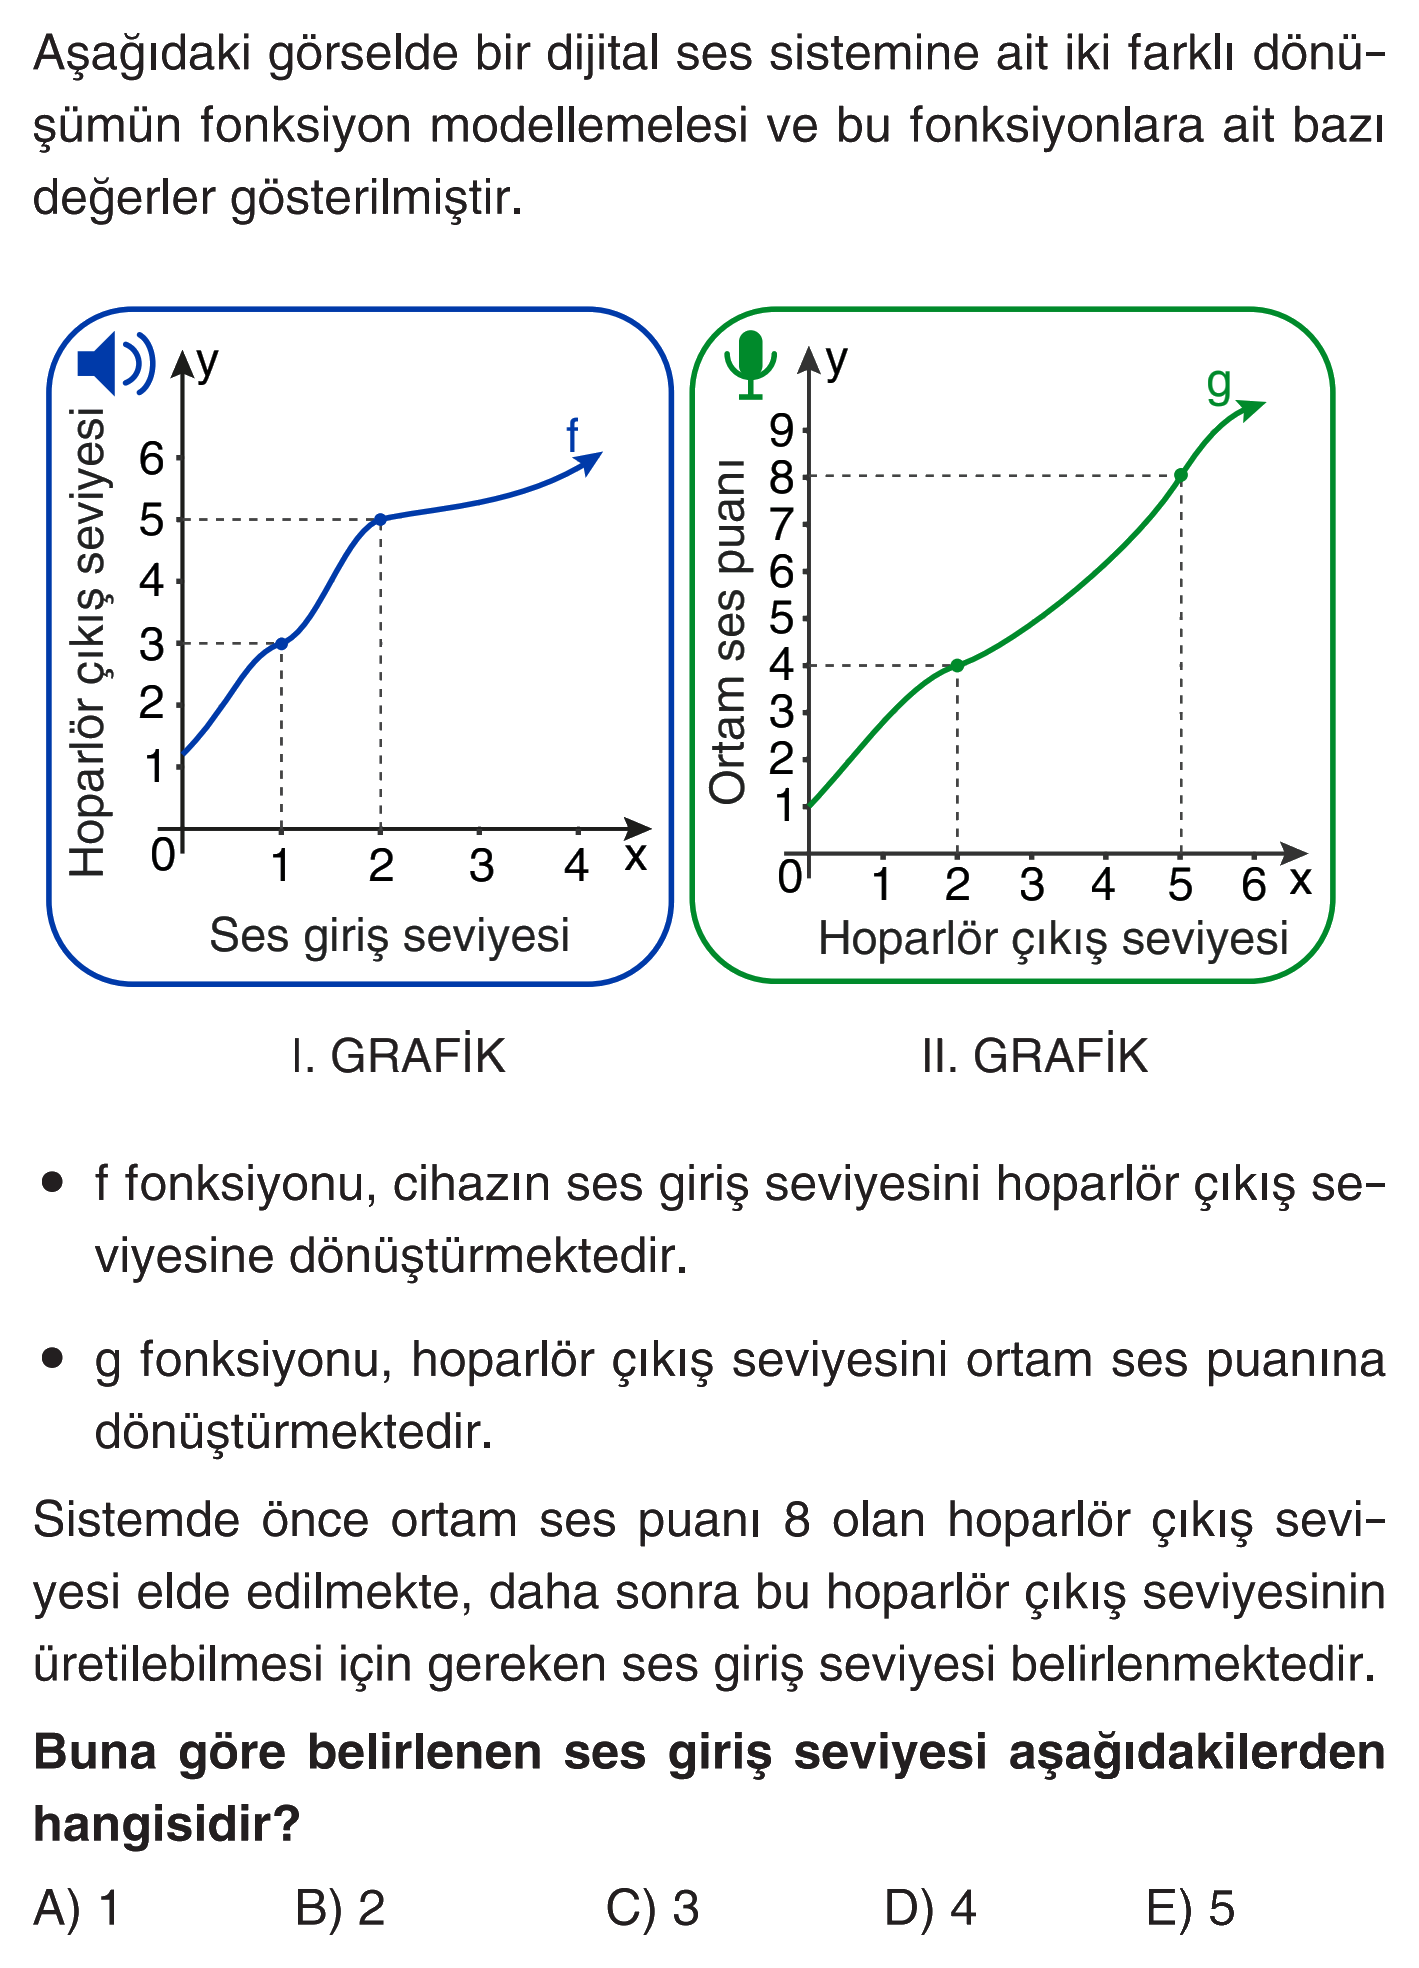 Aşağıdaki görselde bir dijital ses sistemine ait iki farklı dönü-
şümün fonksiyon modellemelesi ve bu fonksiyonlara ait bazı
değerler gösterilmiştir.
y
Hoparlör çıkış seviyesi
f
6
5
4
3
2
1
0
1 2 3 4 x
Ses giriş seviyesi
y
Ortam ses puanı
g
9
8
7
6
5
4
3
2
1
0
1 2 3 4 5 6 x
Hoparlör çıkış seviyesi
I. GRAFİK
II. GRAFİK
• f fonksiyonu, cihazın ses giriş seviyesini hoparlör çıkış se-
viyesine dönüştürmektedir.
• g fonksiyonu, hoparlör çıkış seviyesini ortam ses puanına
dönüştürmektedir.
Sistemde önce ortam ses puanı 8 olan hoparlör çıkış sevi-
yesi elde edilmekte, daha sonra bu hoparlör çıkış seviyesinin
üretilebilmesi için gereken ses giriş seviyesi belirlenmektedir.
Buna göre belirlenen ses giriş seviyesi aşağıdakilerden
hangisidir?
A) 1 B) 2 C) 3 D) 4 E) 5